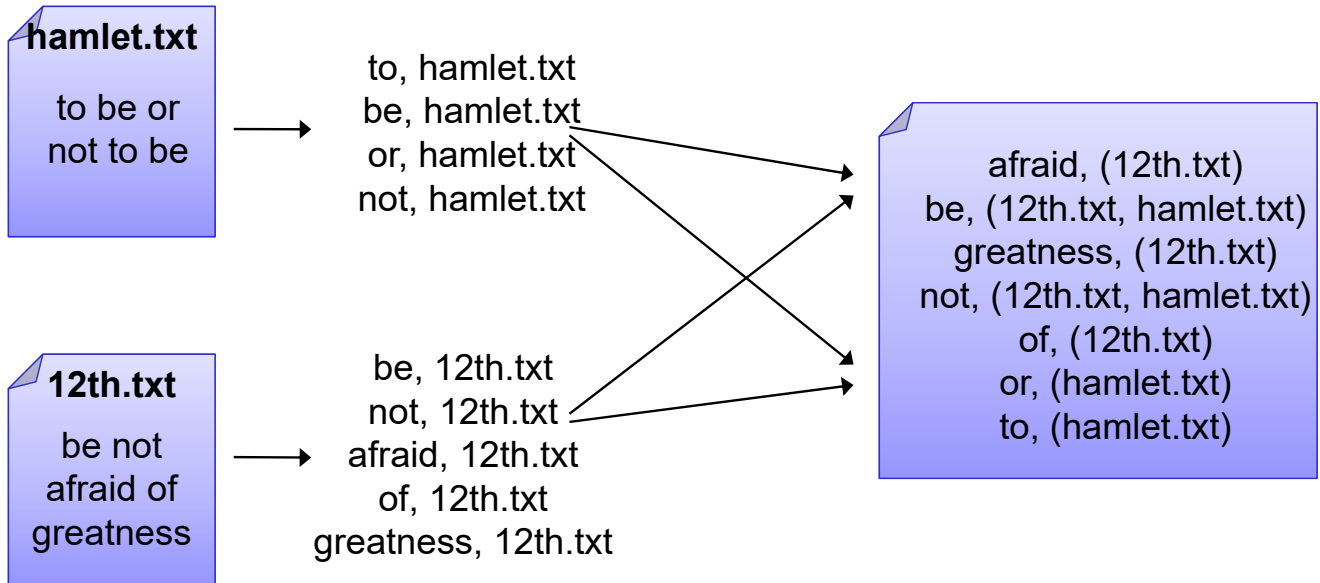 hamlet.txt
to be or
not to be
to, hamlet.txt
be, hamlet.txt
or, hamlet.txt
not, hamlet.txt
12th.txt
be not
afraid of
greatness
be, 12th.txt
not, 12th.txt
afraid, 12th.txt
of, 12th.txt
greatness, 12th.txt
afraid, (12th.txt)
be, (12th.txt, hamlet.txt)
greatness, (12th.txt)
not, (12th.txt, hamlet.txt)
of, (12th.txt)
or, (hamlet.txt)
to, (hamlet.txt)